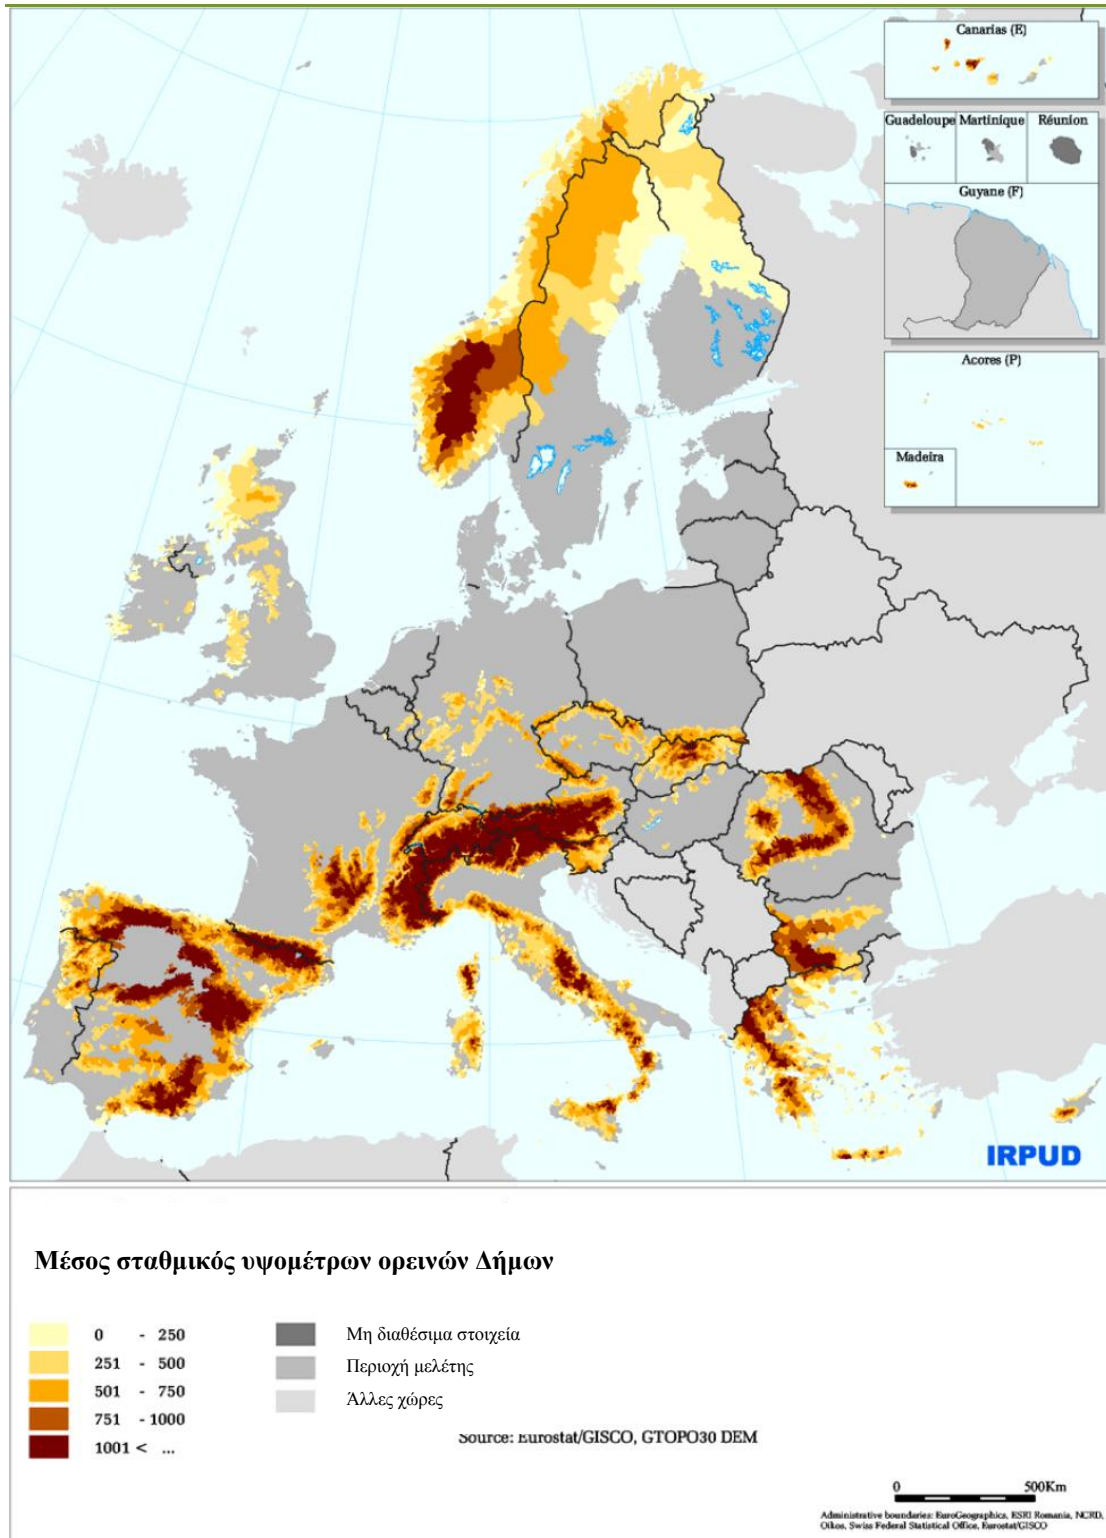 Canarias (E)
Guadeloupe Martinique Réunion
Guyane (F)
Acores (P)
Madeira
IRPUD
Μέσος σταθμικός υψομέτρων ορεινών Δήμων
0 - 250
251 - 500
501 - 750
751 - 1000
1001 < ...
Μη διαθέσιμα στοιχεία
Περιοχή μελέτης
Άλλες χώρες
Source: Eurostat/GISCO, GTOPO30 DEM
0 500Km
Administrative boundaries: EuroGeographics, ESRI Romania, NCRD,
Oikos, Swiss Federal Statistical Office, Eurostat/GISCO